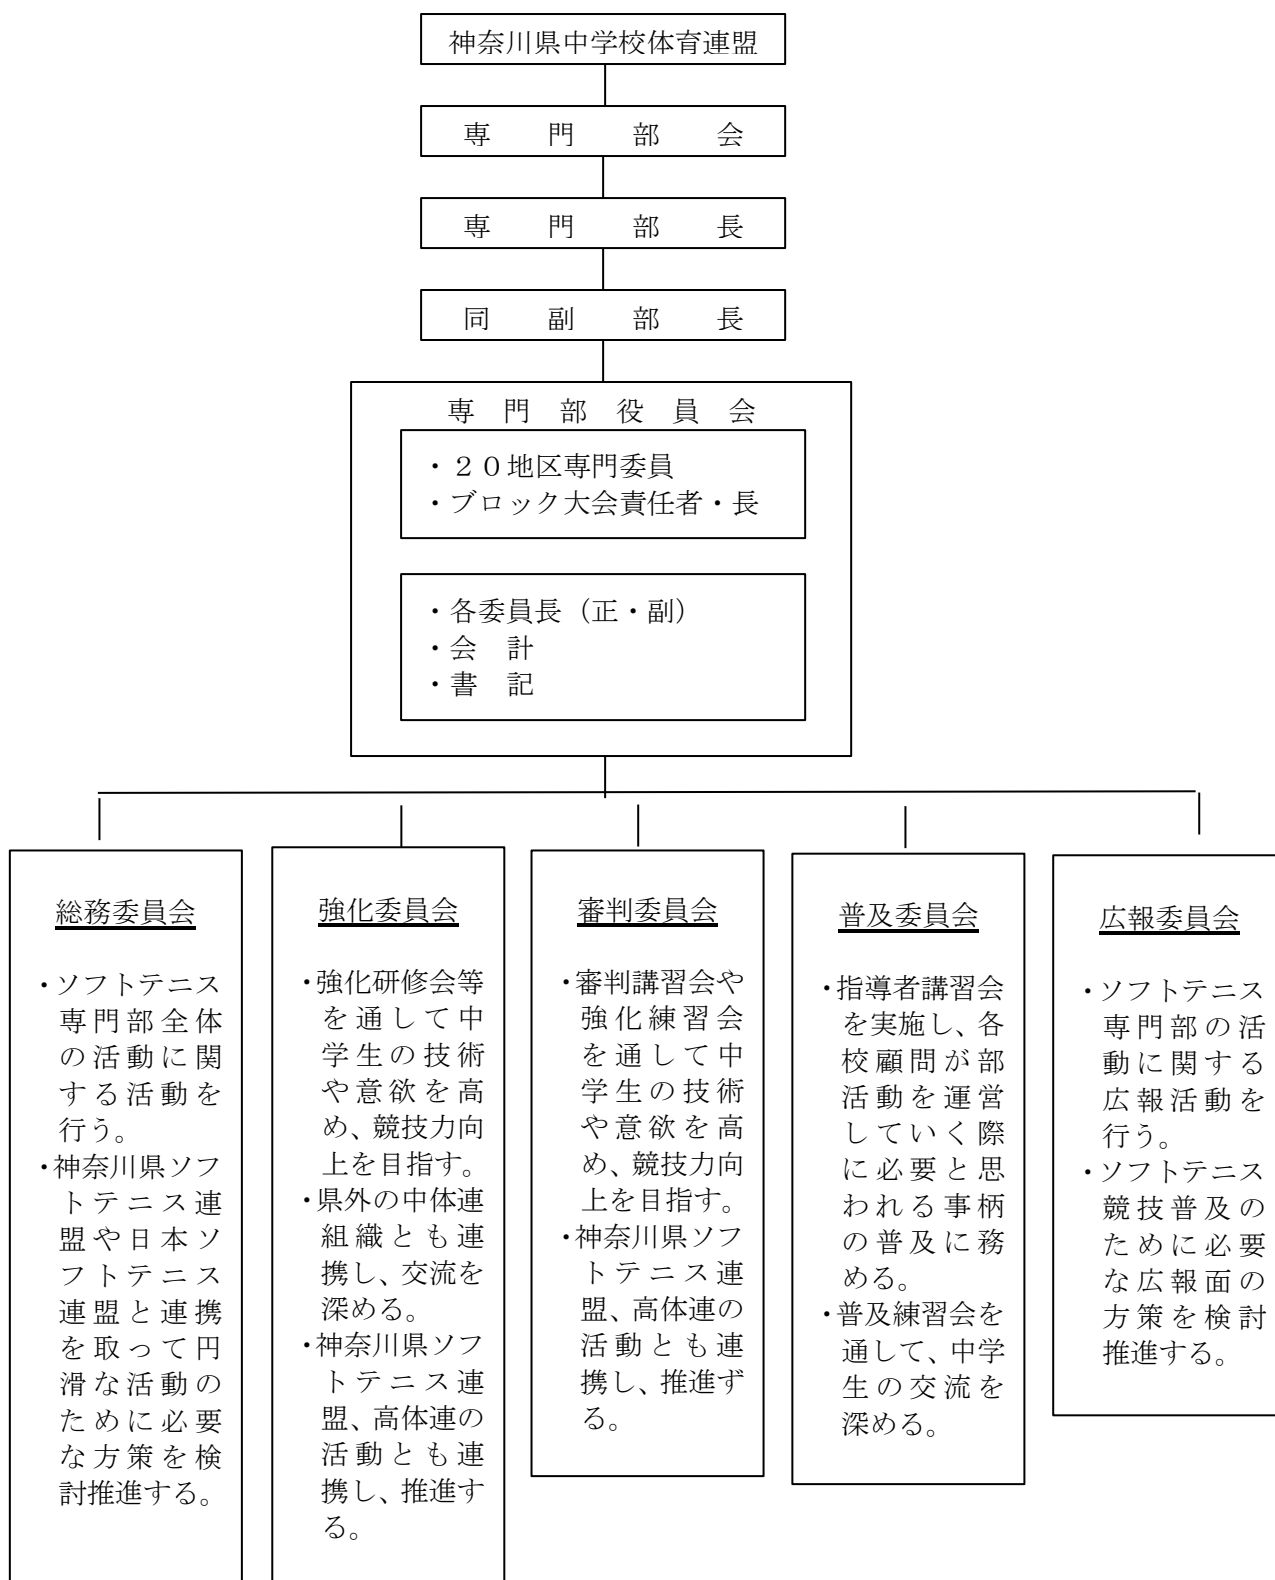 神奈川県中学校体育連盟
専門部会
専門部長
同副部長
専門部役員会
・２０地区専門委員
・ブロック大会責任者・長
・各委員長（正・副）
・会　計
・書　記
総務委員会
・ソフトテニス
専門部全体
の活動に関
する活動を
行う。
・神奈川県ソフ
トテニス連
盟や日本ソ
フトテニス
連盟と連携
を取って円
滑な活動の
ために必要
な方策を検
討推進する。
強化委員会
・強化研修会等
を通して中
学生の技術
や意欲を高
め、競技力向
上を目指す。
・県外の中体連
組織とも連
携し、交流を
深める。
・神奈川県ソフ
トテニス連
盟、高体連の
活動とも連
携し、推進す
る。
審判委員会
・審判講習会や
強化練習会
を通して中
学生の技術
や意欲を高
め、競技力向
上を目指す。
・神奈川県ソフ
トテニス連
盟、高体連の
活動とも連
携し、推進ず
る。
普及委員会
・指導者講習会
を実施し、各
校顧問が部
活動を運営
していく際
に必要と思
われる事柄
の普及に務
める。
・普及練習会を
通して、中学
生の交流を
深める。
広報委員会
・ソフトテニス
専門部の活
動に関する
広報活動を
行う。
・ソフトテニス
競技普及の
ために必要
な広報面の
方策を検討
推進する。